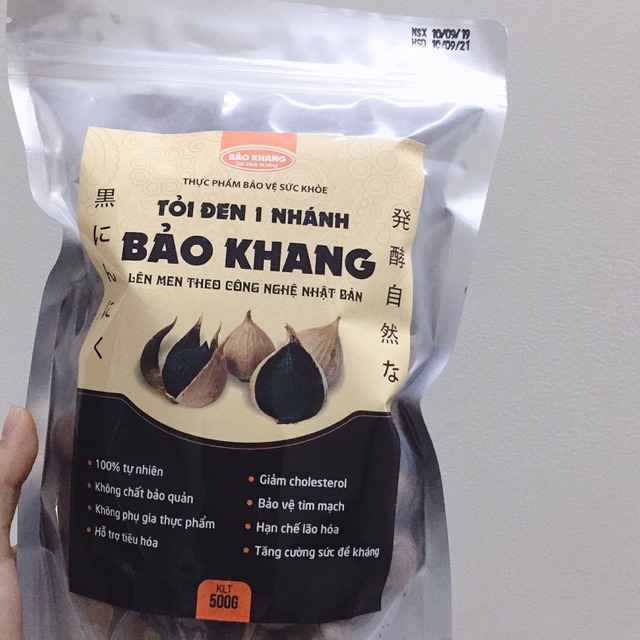 NSX 10/09/19
HSD 10/09/21
BẢO KHANG
THỰC PHẨM BẢO VỆ SỨC KHỎE
TỎI ĐEN 1 NHÁNH
BẢO KHANG
LÊN MEN THEO CÔNG NGHỆ NHẬT BẢN
黒にんにく
発酵自然な
100% tự nhiên
Không chất bảo quản
Không phụ gia thực phẩm
Hỗ trợ tiêu hóa
Giảm cholesterol
Bảo vệ tim mạch
Hạn chế lão hóa
Tăng cường sức đề kháng
KLT
500G